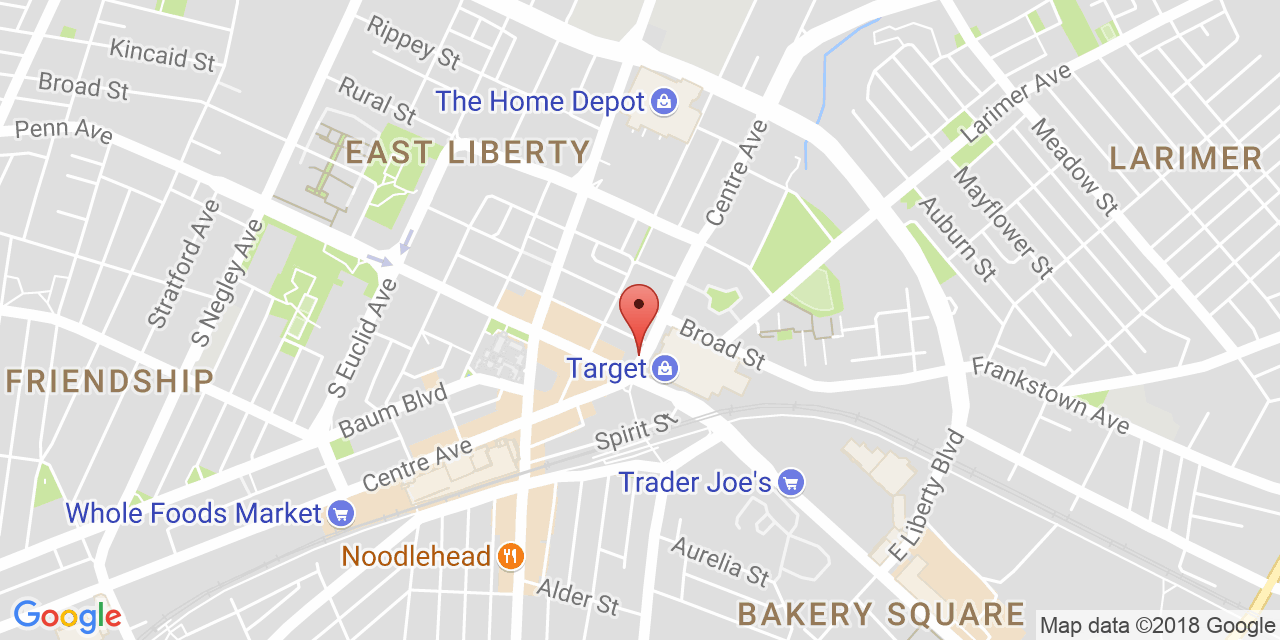 Rippey St
Kincaid St
Broad St
Rural St
The Home Depot
Larimer Ave
Penn Ave
EAST LIBERTY
Centre Ave
Meadow St
LARIMER
Stratford Ave
S Negley Ave
Mayflower St
Auburn St
S Euclid Ave
Broad St
Target
FRIENDSHIP
Baum Blvd
Frankstown Ave
Spirit St
Centre Ave
Trader Joe's
E Liberty Blvd
Whole Foods Market
Noodlehead
Aurelia St
Alder St
BAKERY SQUARE
Google
Map data ©2018 Google